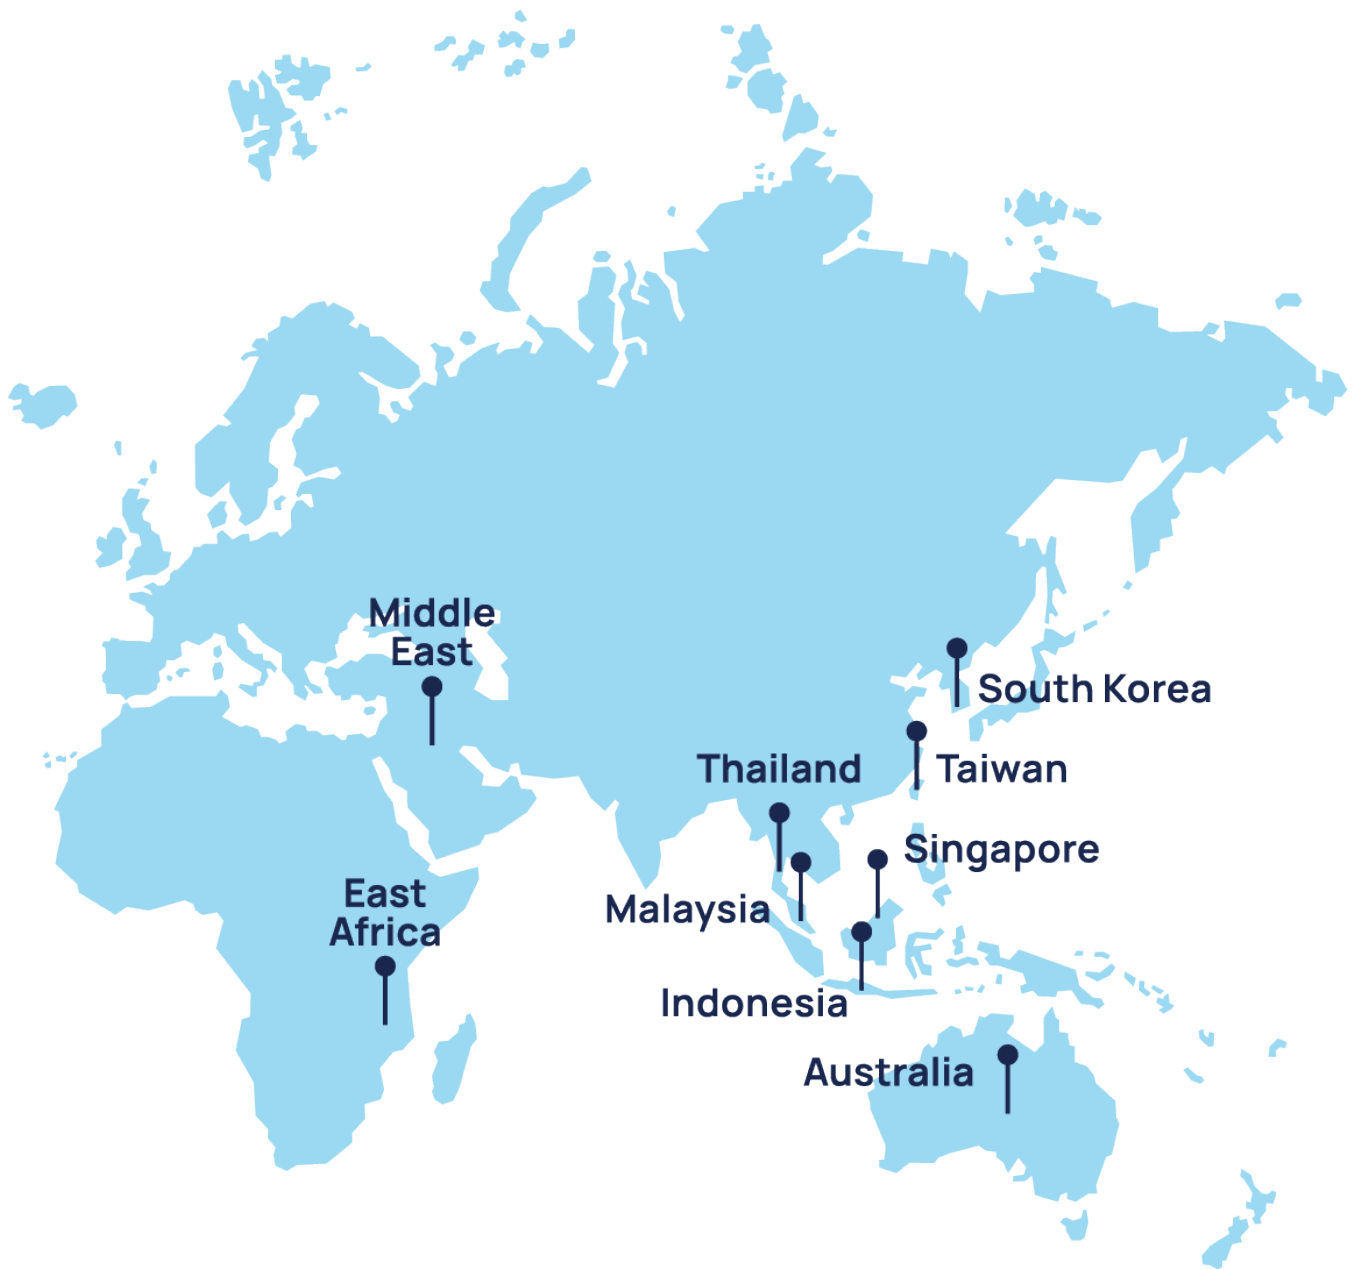 Middle
East
South Korea
Thailand
Taiwan
Singapore
East
Africa
Malaysia
Indonesia
Australia